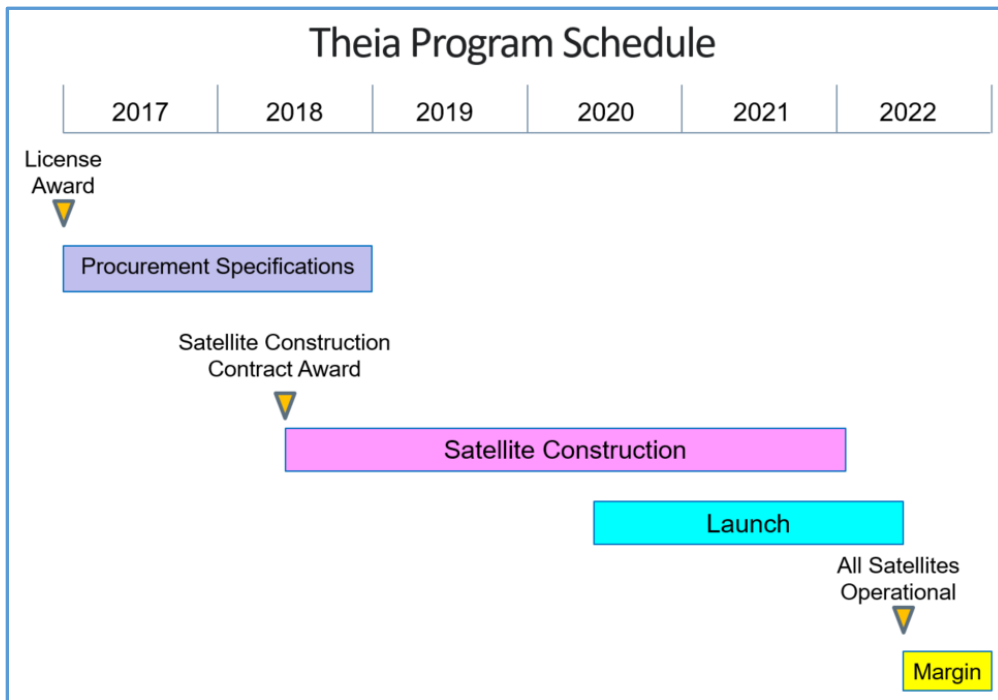 Theia Program Schedule
2017 2018 2019 2020 2021 2022
License
Award
Procurement Specifications
Satellite Construction
Contract Award
Satellite Construction
Launch
All Satellites
Operational
Margin